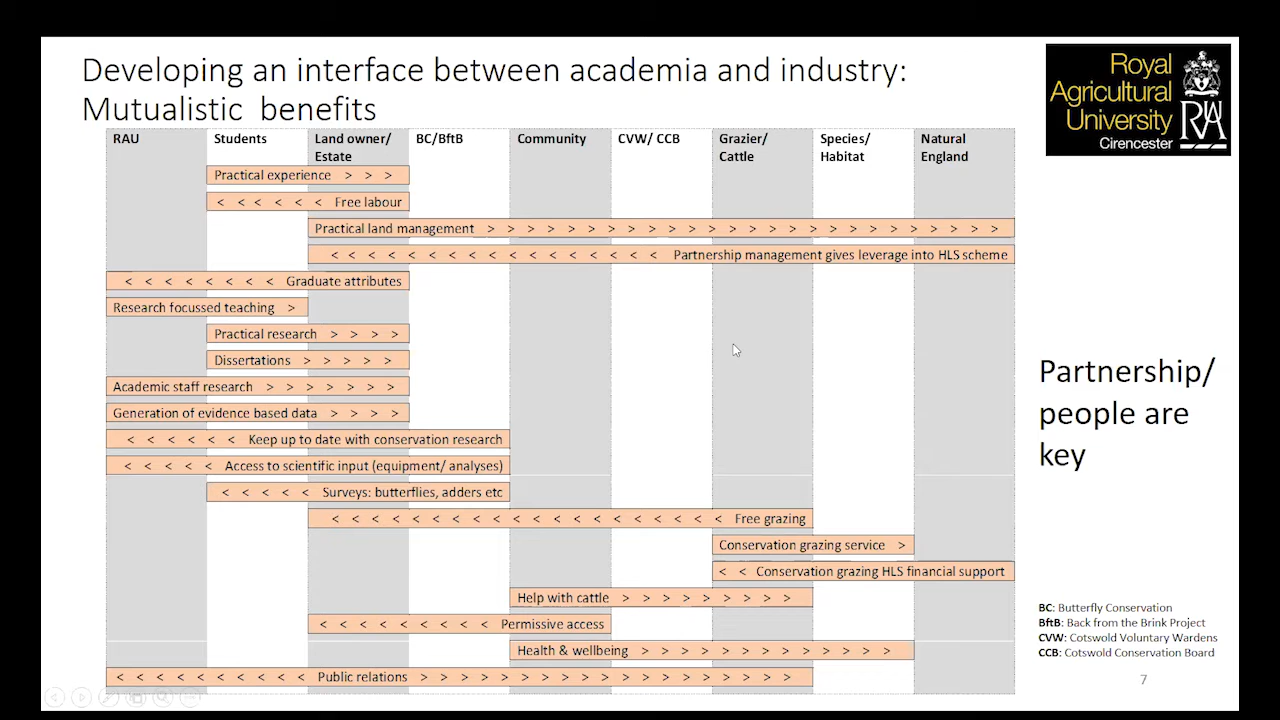 Developing an interface between academia and industry:
Mutualistic benefits
Royal
Agricultural
University
Cirencester
RAU
RAU
Students
Land owner/
Estate
BC/BftB
Community
CVW/ CCB
Grazier/
Cattle
Species/
Habitat
Natural
England
Practical experience > > >
< < < < < < Free labour
Practical land management > > > > > > > > > > > > > > > > > > > > > > > > > >
< < < < < < < < < < < < < < < < < Partnership management gives leverage into HLS scheme
< < < < < < < < Graduate attributes
Research focussed teaching >
Practical research > > > >
Dissertations > > > > >
Academic staff research > > > > > > >
Generation of evidence based data > > > >
< < < < < < Keep up to date with conservation research
< < < < < Access to scientific input (equipment/ analyses)
< < < < < Surveys: butterflies, adders etc
< < < < < < < < < < < < < < < < < < < < Free grazing
Conservation grazing service >
< < Conservation grazing HLS financial support
Help with cattle > > > > > > > > >
< < < < < < < < < Permissive access
Health & wellbeing > > > > > > > > > > > > >
< < < < < < < < < < Public relations > > > > > > > > > > > > > > > > > > >
Partnership/
people are
key
BC: Butterfly Conservation
BftB: Back from the Brink Project
CVW: Cotswold Voluntary Wardens
CCB: Cotswold Conservation Board
7